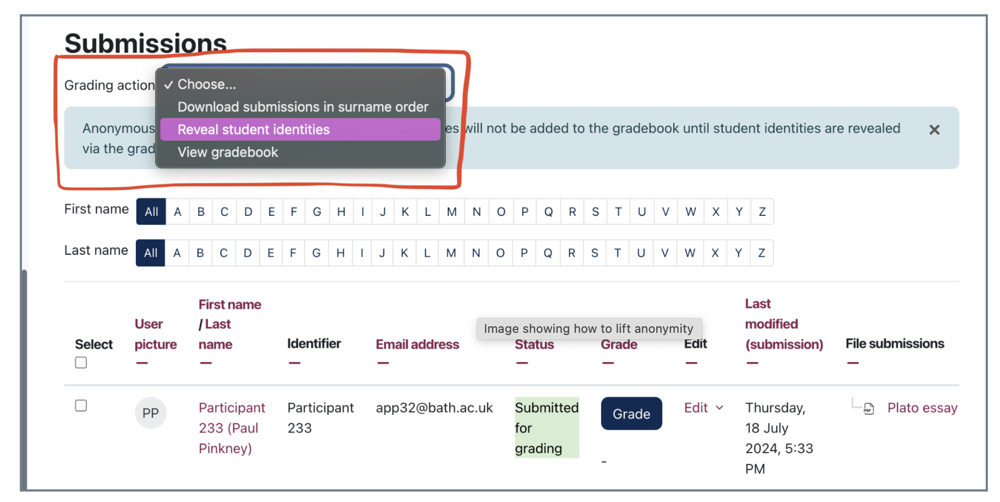 Submissions
Grading action
✓ Choose...
Download submissions in surname order
Reveal student identities
View gradebook
Anonymous es will not be added to the gradebook until student identities are revealed
via the grad
×
First name All A B C D E F G H I J K L M N O P Q R S T U V W X Y Z
Last name All A B C D E F G H I J K L M N O P Q R S T U V W X Y Z
Select
User
picture
First name
/ Last
name
Identifier
Email address
Image showing how to lift anonymity
Status
Grade
Edit
Last
modified
(submission)
File submissions
PP
Participant
233 (Paul
Pinkney)
Participant
233
app32@bath.ac.uk
Submitted
for
grading
Grade
-
Edit
Thursday,
18 July
2024, 5:33
PM
PDF
Plato essay